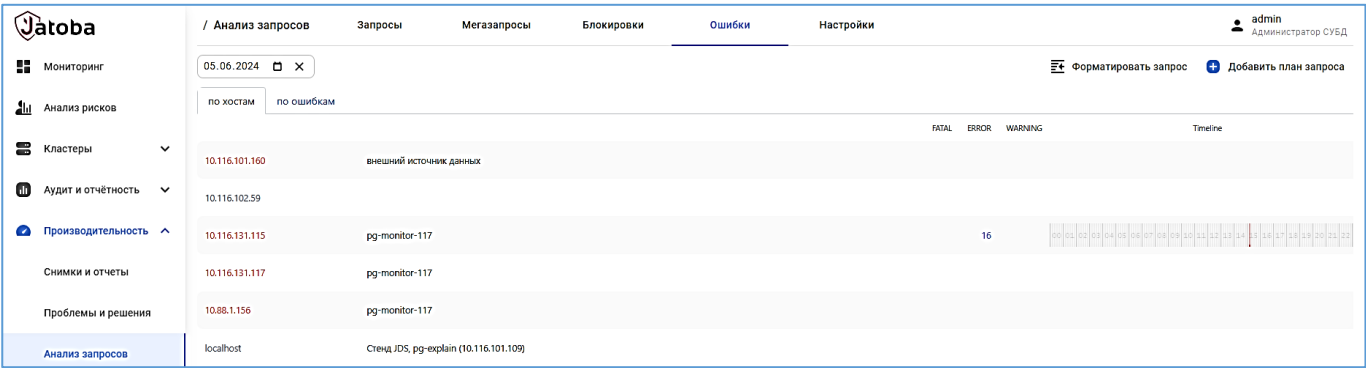 Jatoba
Мониторинг
Анализ рисков
Кластеры
Аудит и отчётность
Производительность
Снимки и отчеты
Проблемы и решения
Анализ запросов
/ Анализ запросов
Запросы
Мегазапросы
Блокировки
Ошибки
Настройки
admin
Администратор СУБД
05.06.2024
Форматировать запрос
Добавить план запроса
по хостам
по ошибкам
FATAL ERROR WARNING Timeline
10.116.101.160 внешний источник данных
10.116.102.59
10.116.131.115 pg-monitor-117 16 00 01 02 03 04 05 06 07 08 09 10 11 12 13 14 15 16 17 18 19 20 21 22
10.116.131.117 pg-monitor-117
10.88.1.156 pg-monitor-117
localhost Стенд JDS, pg-explain (10.116.101.109)